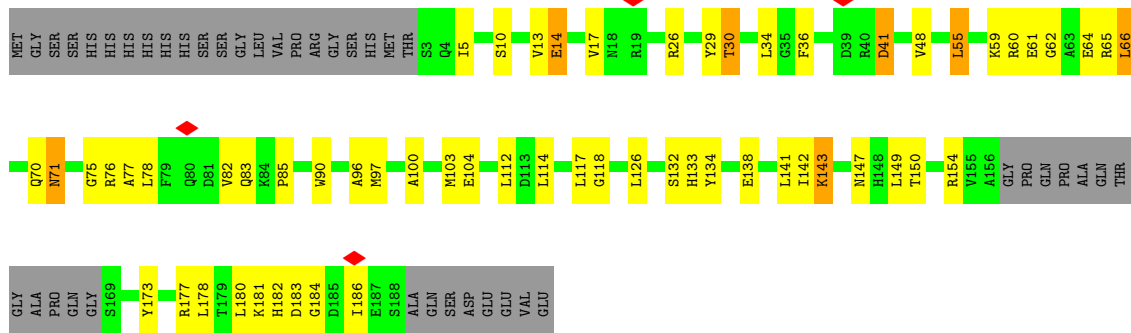 MET GLY SER SER HIS HIS HIS HIS HIS HIS SER SER GLY LEU VAL PRO ARG GLY SER HIS MET THR S3 Q4 I5 S10 V13 E14 V17 N18 R19 R26 Y29 T30 L34 G35 F36 D39 R40 D41 V48 L55 K59 R60 E61 G62 A63 E64 R65 L66
Q70 N71 G75 R76 A77 L78 F79 Q80 D81 V82 Q83 K84 P85 W90 A96 M97 A100 M103 E104 L112 D113 L114 L117 G118 L126 S132 H133 Y134 E138 L141 I142 K143 N147 H148 L149 T150 R154 V155 A156 GLY PRO GLN PRO ALA GLN THR
GLY ALA PRO GLN GLY S169 Y173 R177 L178 T179 L180 K181 H182 D183 G184 D185 I186 E187 S188 ALA GLN SER ASP GLU GLU VAL GLU